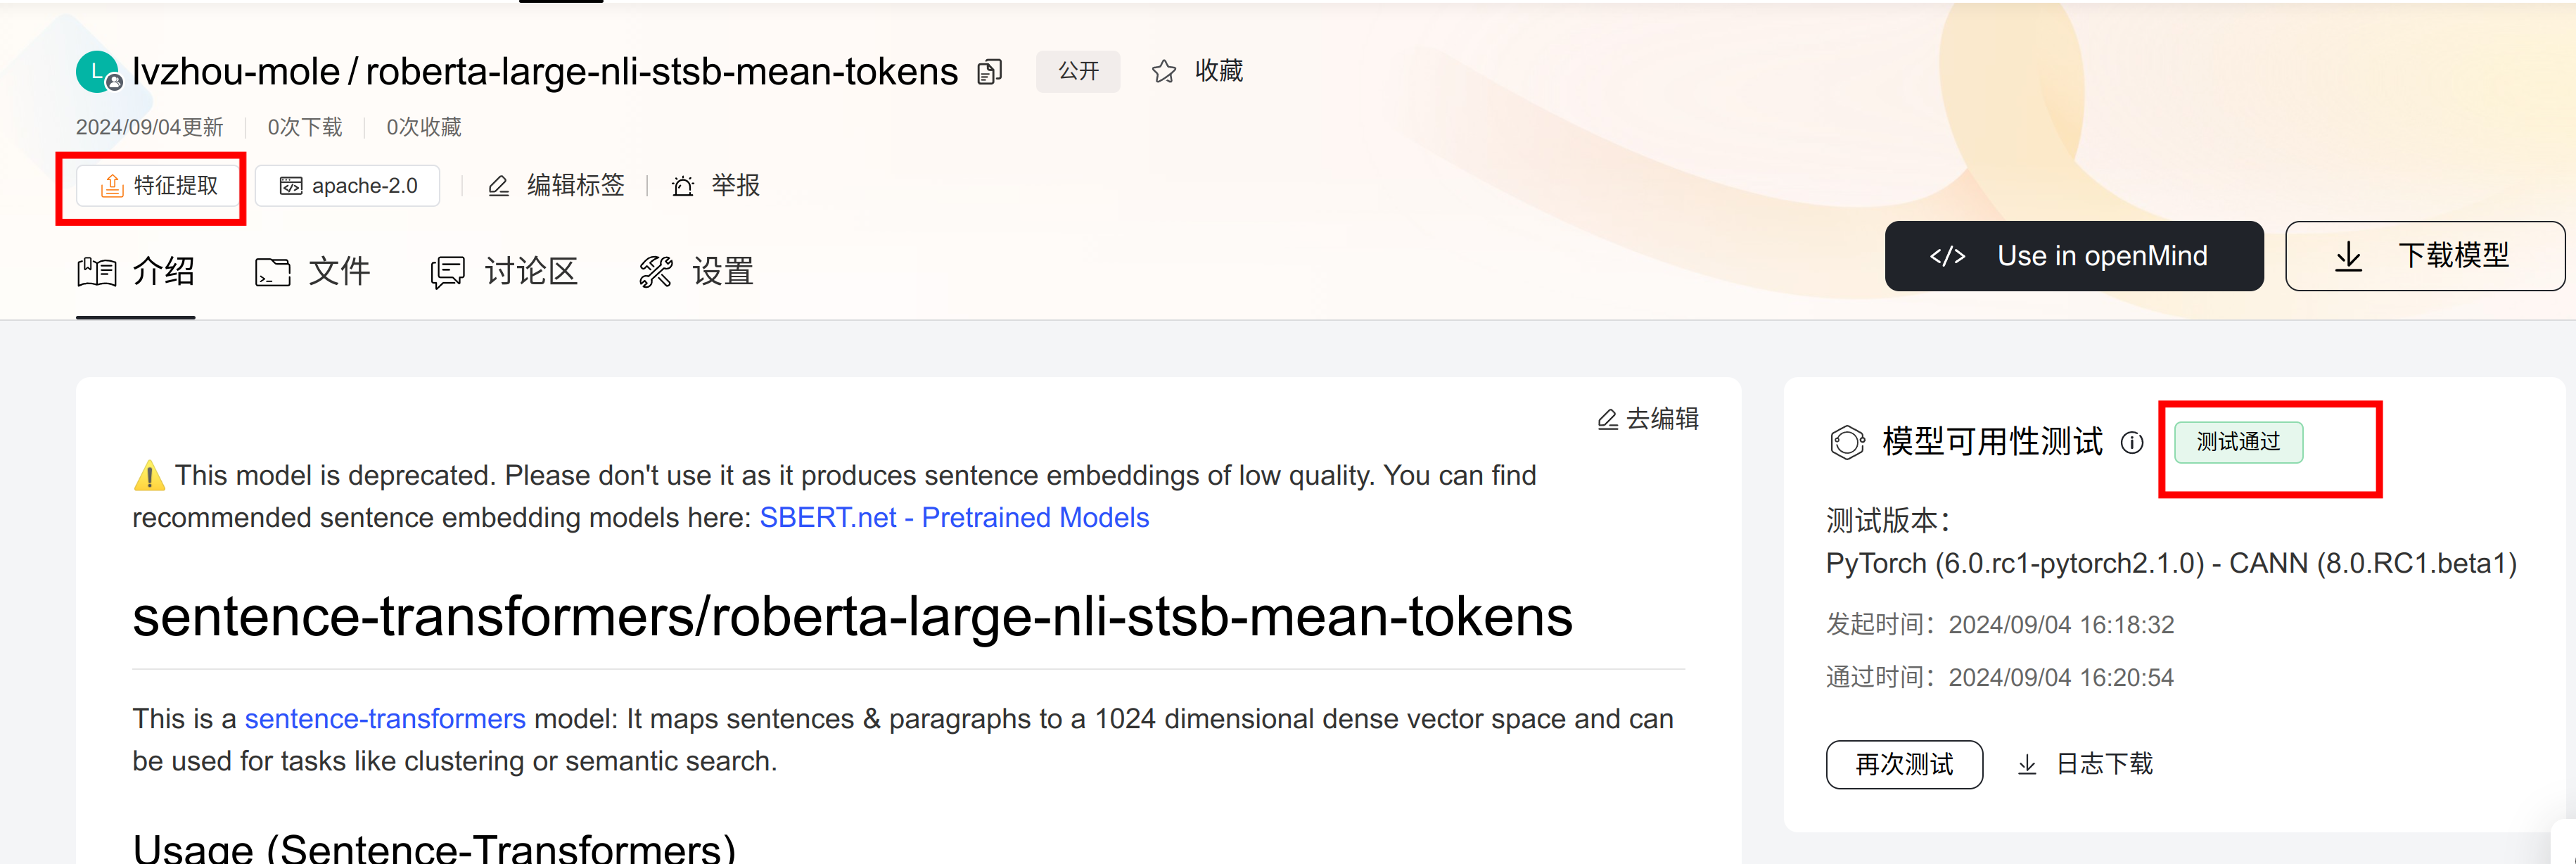 L lvzhou-mole / roberta-large-nli-stsb-mean-tokens 公开 收藏
2024/09/04更新 0次下载 0次收藏
特征提取 apache-2.0 编辑标签 举报
介绍 文件 讨论区 设置 </> Use in openMind 下载模型
去编辑
⚠️ This model is deprecated. Please don't use it as it produces sentence embeddings of low quality. You can find
recommended sentence embedding models here: SBERT.net - Pretrained Models
sentence-transformers/roberta-large-nli-stsb-mean-tokens
This is a sentence-transformers model: It maps sentences & paragraphs to a 1024 dimensional dense vector space and can
be used for tasks like clustering or semantic search.
Usage (Sentence-Transformers)
模型可用性测试 测试通过
测试版本：
PyTorch (6.0.rc1-pytorch2.1.0) - CANN (8.0.RC1.beta1)
发起时间：2024/09/04 16:18:32
通过时间：2024/09/04 16:20:54
再次测试 日志下载